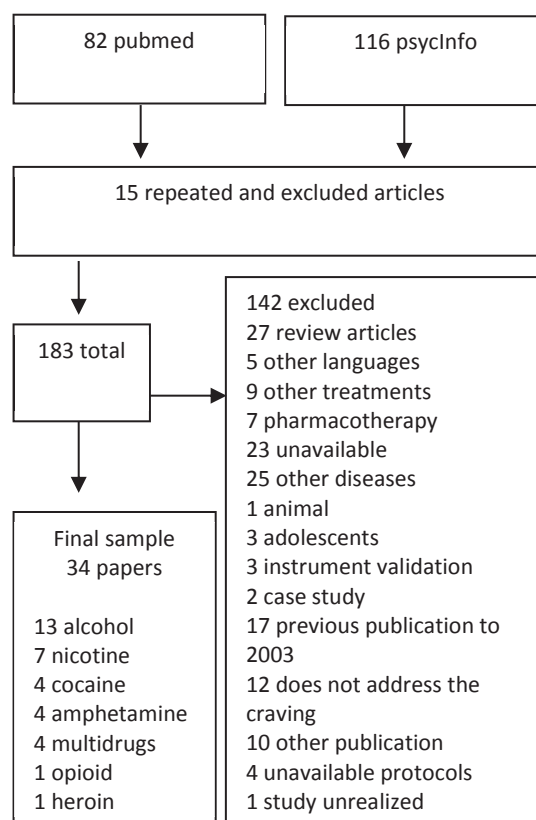 82 pubmed
116 psycInfo
15 repeated and excluded articles
183 total
142 excluded
27 review articles
5 other languages
9 other treatments
7 pharmacotherapy
23 unavailable
25 other diseases
1 animal
3 adolescents
3 instrument validation
2 case study
17 previous publication to
2003
12 does not address the
craving
10 other publication
4 unavailable protocols
1 study unrealized
Final sample
34 papers
13 alcohol
7 nicotine
4 cocaine
4 amphetamine
4 multidrugs
1 opioid
1 heroin